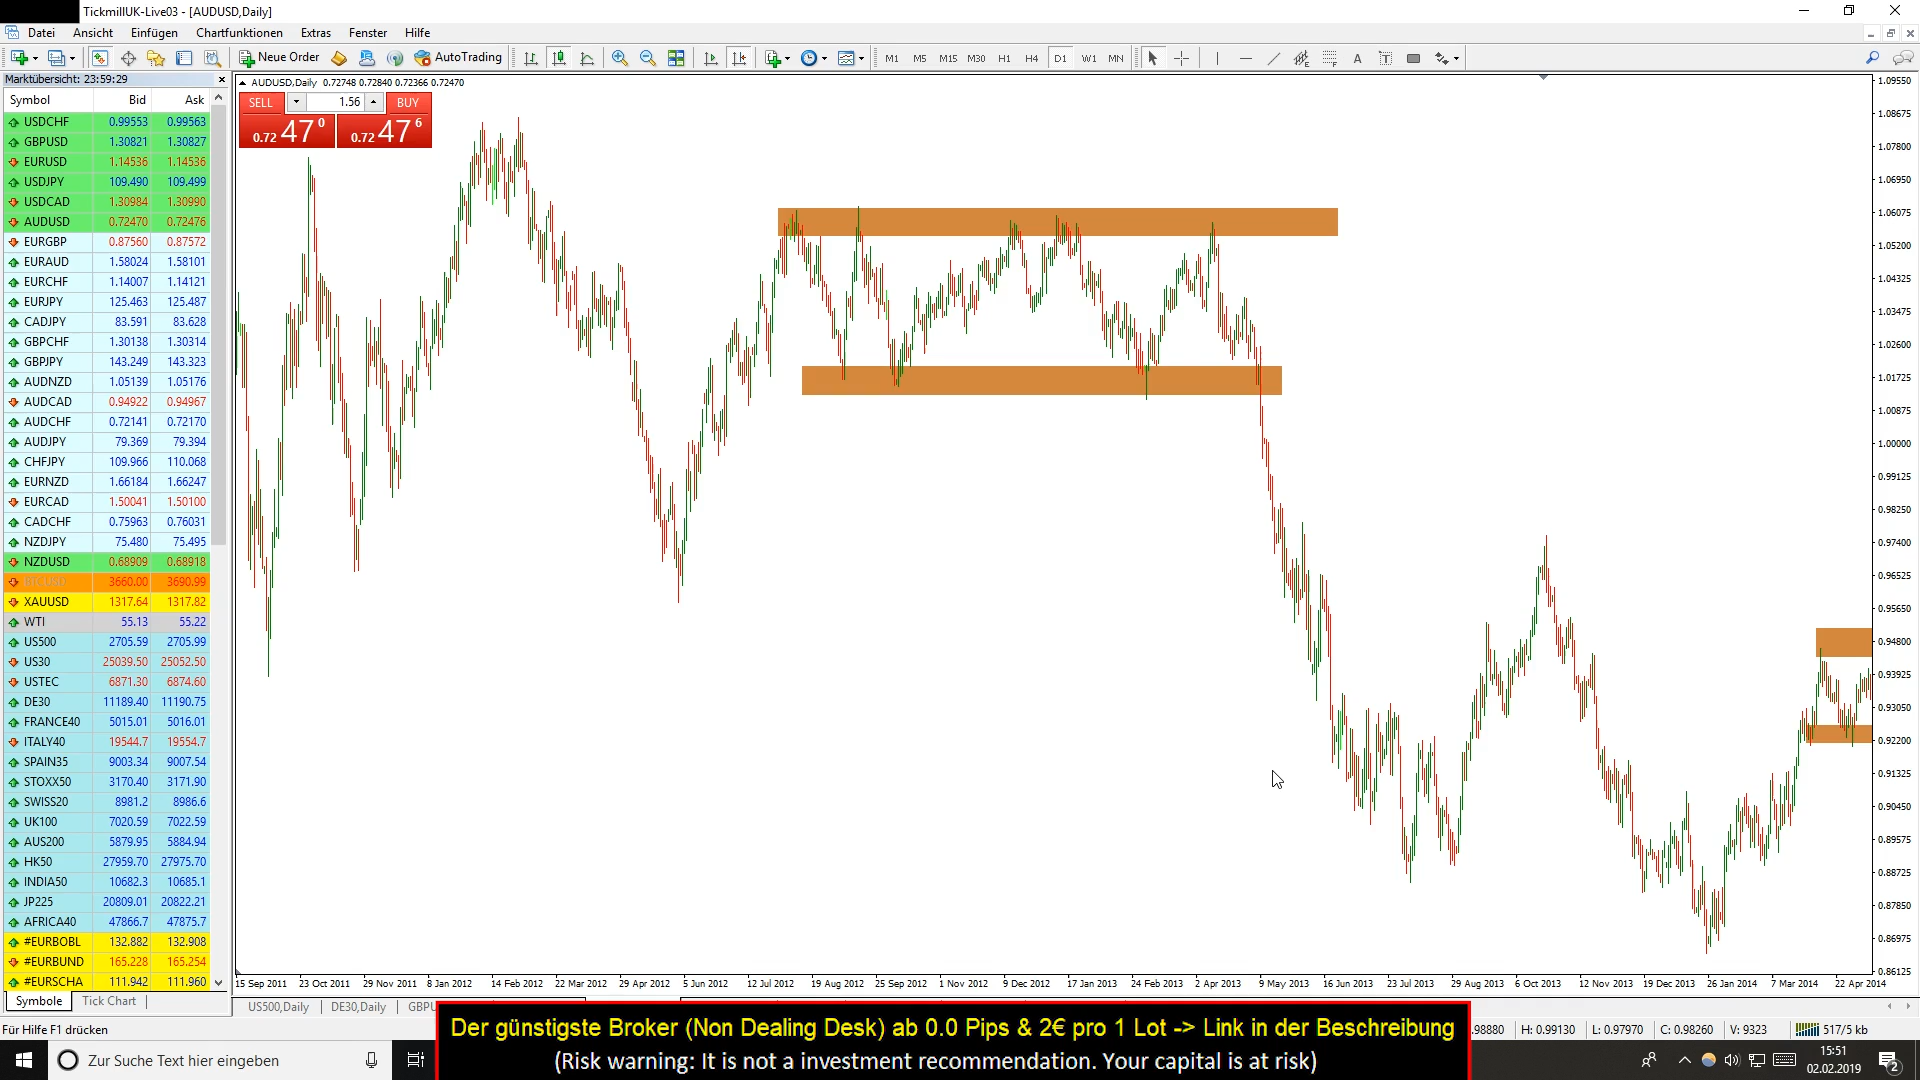 TickmillUK-Live03 - [AUDUSD,Daily]
Datei Ansicht Einfügen Chartfunktionen Extras Fenster Hilfe
New Order AutoTrading M1 M5 M15 M30 H1 H4 D1 W1 MN
Marktübersicht: 23:59:29
Symbol Bid Ask
USDCHF 0.99553 0.99563
GBPUSD 1.30821 1.30827
EURUSD 1.14536 1.14536
USDJPY 109.490 109.499
USDCAD 1.30984 1.30990
AUDUSD 0.72470 0.72476
EURGBP 0.87560 0.87572
EURAUD 1.58024 1.58101
EURCHF 1.14007 1.14121
EURJPY 125.463 125.487
CADJPY 83.591 83.628
GBPCHF 1.30138 1.30314
GBPJPY 143.249 143.323
AUDNZD 1.05139 1.05176
AUDCAD 0.94922 0.94967
AUDCHF 0.72141 0.72170
AUDJPY 79.369 79.394
CHFJPY 109.966 110.068
EURNZD 1.66184 1.66247
EURCAD 1.50041 1.50100
CADCHF 0.75963 0.76031
NZDJPY 75.480 75.495
NZDUSD 0.68909 0.68918
3660.00 3690.99
XAUUSD 1317.64 1317.82
WTI 55.13 55.22
US500 2705.59 2705.99
US30 25039.50 25052.50
USTEC 6871.30 6874.60
DE30 11189.40 11190.75
FRANCE40 5015.01 5016.01
ITALY40 19544.7 19554.7
SPAIN35 9003.34 9007.54
STOXX50 3170.40 3171.90
SWISS20 8981.2 8986.6
UK100 7020.59 7022.59
AUS200 5879.95 5884.94
HK50 27959.70 27975.70
INDIA50 10682.3 10685.1
JP225 20809.01 20822.21
AFRICA40 47866.7 47875.7
#EURBOBL 132.882 132.908
#EURBUND 165.228 165.254
#EURSCHA 111.942 111.960
Symbole Tick Chart
AUDUSD,Daily 0.72748 0.72840 0.72366 0.72470
SELL 1.56 BUY
0.72 47 0 0.72 47 6
1.09550
1.08675
1.07800
1.06950
1.06075
1.05200
1.04325
1.03475
1.02600
1.01725
1.00875
1.00000
0.99125
0.98250
0.97400
0.96525
0.95650
0.94800
0.93925
0.93050
0.92200
0.91325
0.90450
0.89575
0.88725
0.87850
0.86975
0.86125
15 Sep 2011 23 Oct 2011 29 Nov 2011 8 Jan 2012 14 Feb 2012 22 Mar 2012 29 Apr 2012 5 Jun 2012 12 Jul 2012 19 Aug 2012 25 Sep 2012 1 Nov 2012 9 Dec 2012 17 Jan 2013 24 Feb 2013 2 Apr 2013 9 May 2013 16 Jun 2013 23 Jul 2013 29 Aug 2013 6 Oct 2013 12 Nov 2013 19 Dec 2013 26 Jan 2014 7 Mar 2014 22 Apr 2014
US500,Daily DE30,Daily GBPU
Der günstigste Broker (Non Dealing Desk) ab 0.0 Pips & 2€ pro 1 Lot -> Link in der Beschreibung
(Risk warning: It is not a investment recommendation. Your capital is at risk)
Für Hilfe F1 drücken
.98880 H: 0.99130 L: 0.97970 C: 0.98260 V: 9323 517/5 kb
Zur Suche Text hier eingeben
15:51
02.02.2019
2